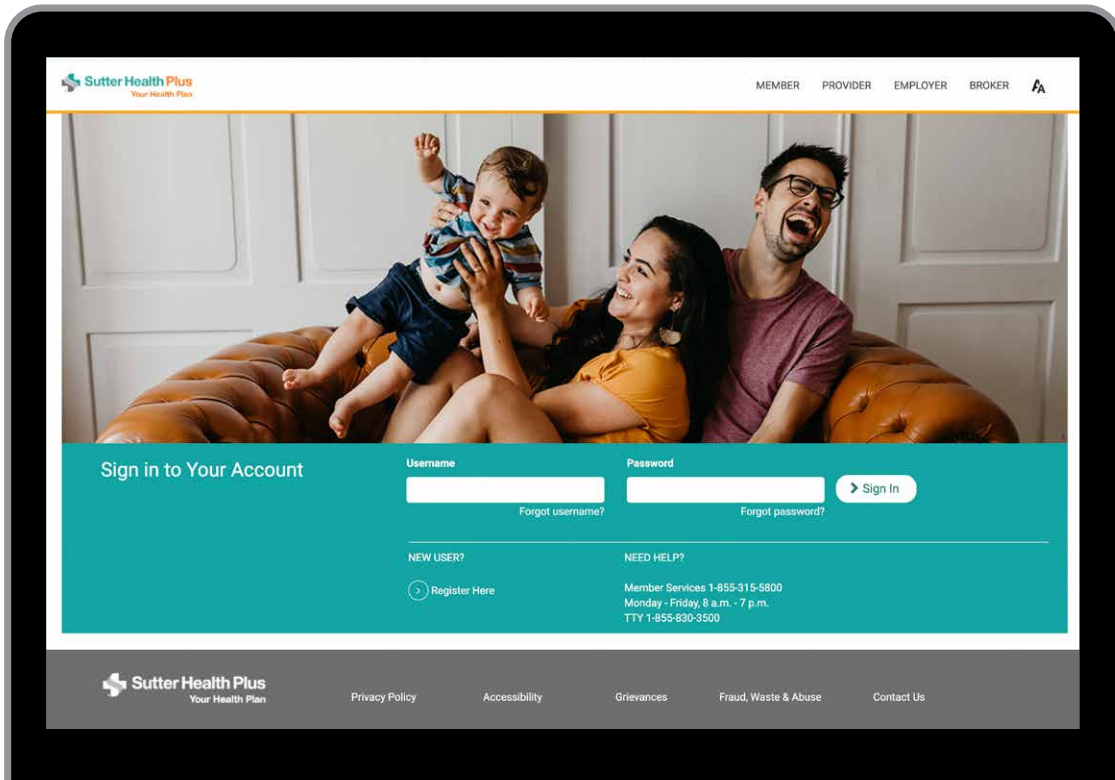 Sutter Health Plus
Your Health Plan
MEMBER PROVIDER EMPLOYER BROKER AA
Sign in to Your Account
Username
Password
Sign In
Forgot username?
Forgot password?
NEW USER?
Register Here
NEED HELP?
Member Services 1-855-315-5800
Monday - Friday, 8 a.m. - 7 p.m.
TTY 1-855-830-3500
Sutter Health Plus
Your Health Plan
Privacy Policy Accessibility Grievances Fraud, Waste & Abuse Contact Us